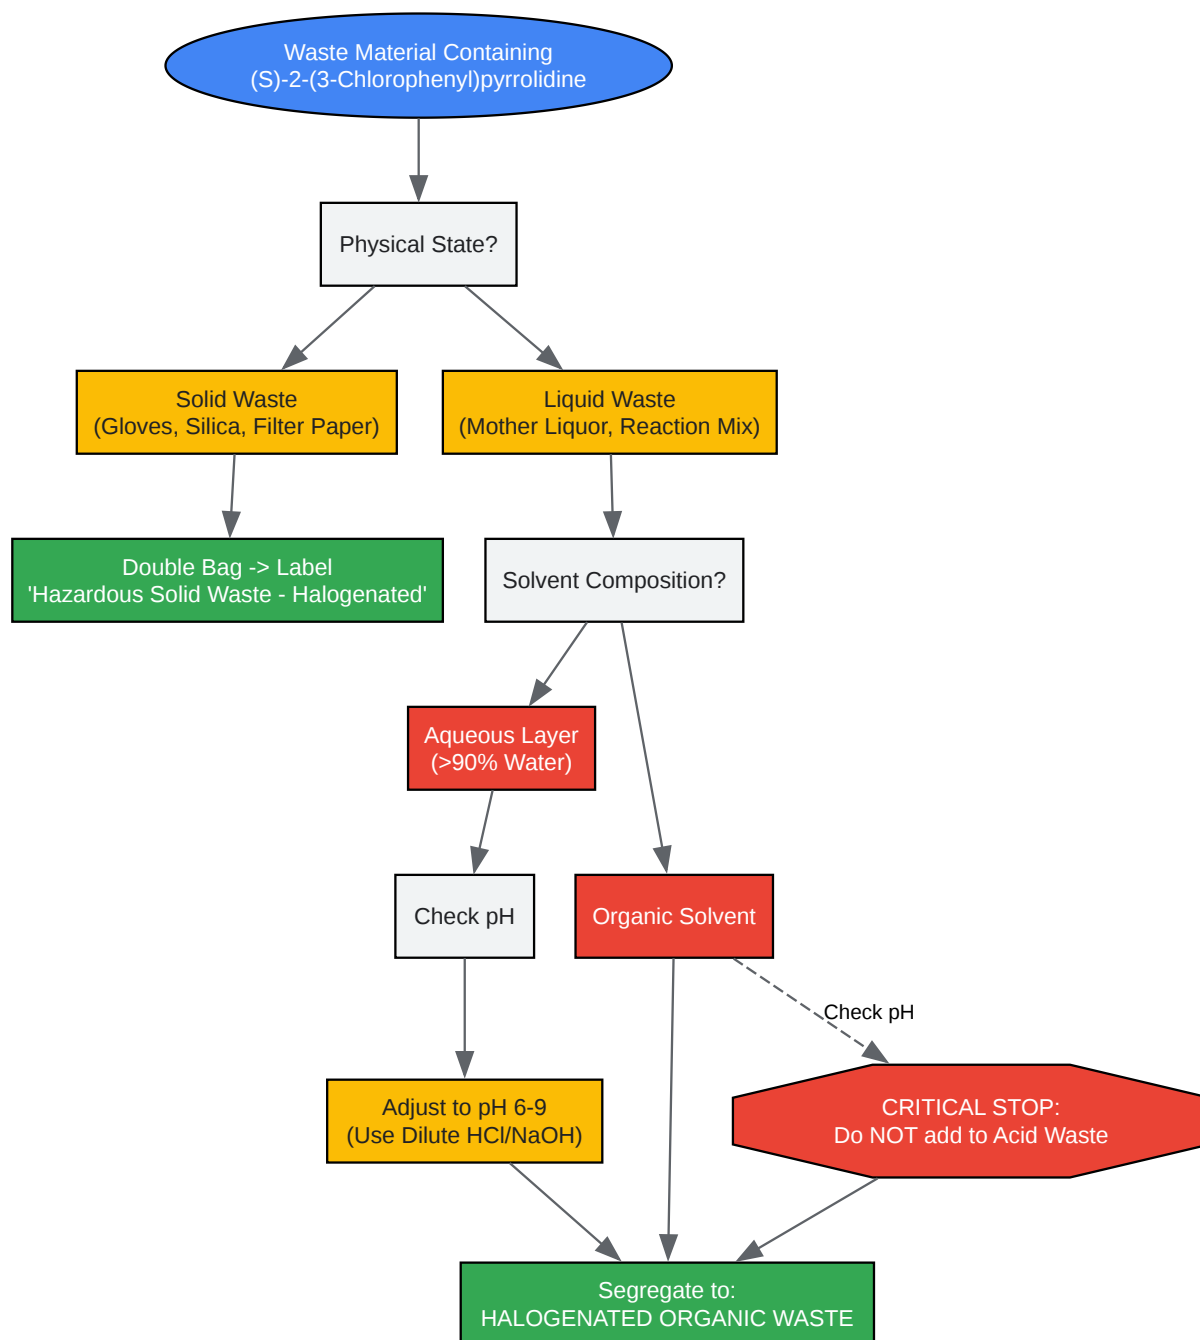 Waste Material Containing
(S)-2-(3-Chlorophenyl)pyrrolidine
Physical State?
Solid Waste
(Gloves, Silica, Filter Paper)
Liquid Waste
(Mother Liquor, Reaction Mix)
Double Bag -> Label
'Hazardous Solid Waste - Halogenated'
Solvent Composition?
Aqueous Layer
(>90% Water)
Check pH
Organic Solvent
Check pH
Adjust to pH 6-9
(Use Dilute HCl/NaOH)
CRITICAL STOP:
Do NOT add to Acid Waste
Segregate to:
HALOGENATED ORGANIC WASTE